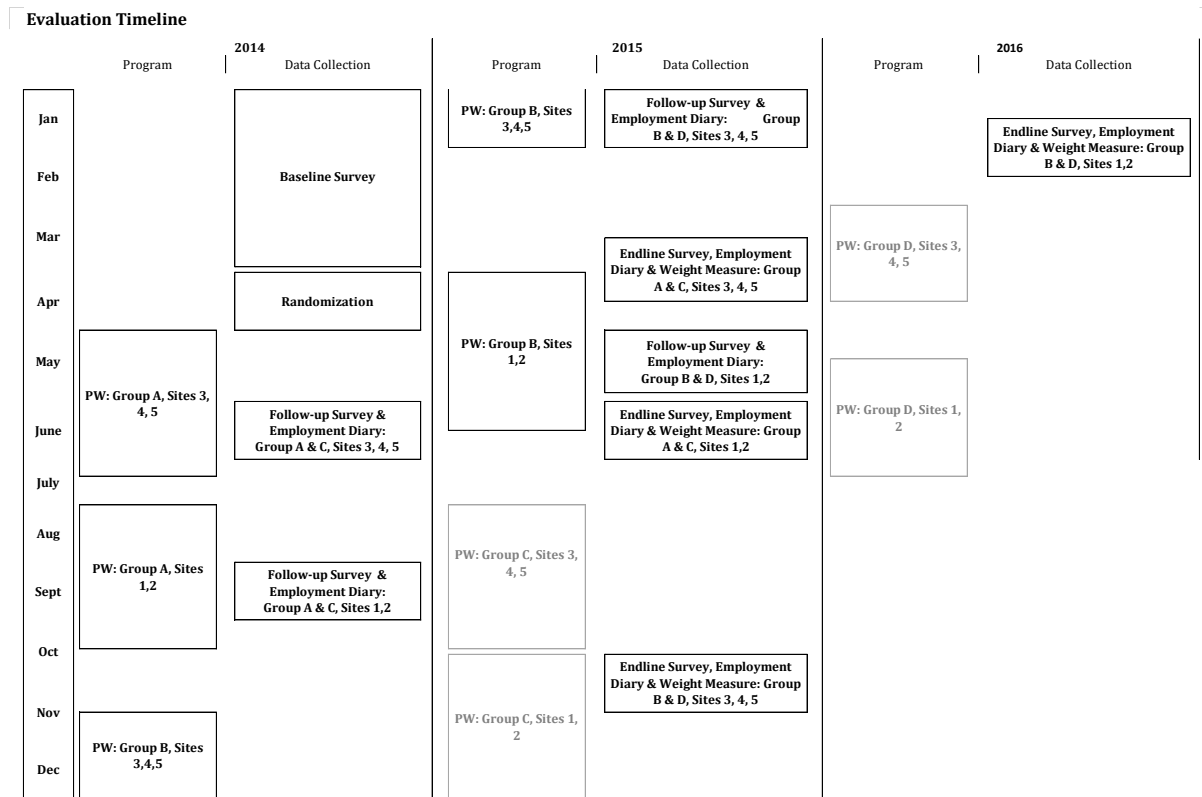 Evaluation Timeline
2014
2015
2016
Program
Data Collection
Program
Data Collection
Program
Data Collection
Jan
Feb
Mar
Apr
May
June
July
Aug
Sept
Oct
Nov
Dec
PW: Group A, Sites 3,
4, 5
PW: Group A, Sites
1,2
PW: Group B, Sites
3,4,5
Baseline Survey
Randomization
Follow-up Survey &
Employment Diary:
Group A & C, Sites 3, 4, 5
Follow-up Survey &
Employment Diary:
Group A & C, Sites 1,2
PW: Group B, Sites
3,4,5
PW: Group B, Sites
1,2
PW: Group C, Sites 3,
4, 5
PW: Group C, Sites 1,
2
Follow-up Survey &
Employment Diary: Group
B & D, Sites 3, 4, 5
Endline Survey, Employment
Diary & Weight Measure: Group
A & C, Sites 3, 4, 5
Follow-up Survey &
Employment Diary:
Group B & D, Sites 1,2
Endline Survey, Employment
Diary & Weight Measure: Group
A & C, Sites 1,2
Endline Survey, Employment
Diary & Weight Measure: Group
B & D, Sites 3, 4, 5
PW: Group D, Sites 3,
4, 5
PW: Group D, Sites 1,
2
Endline Survey, Employment
Diary & Weight Measure: Group
B & D, Sites 1,2